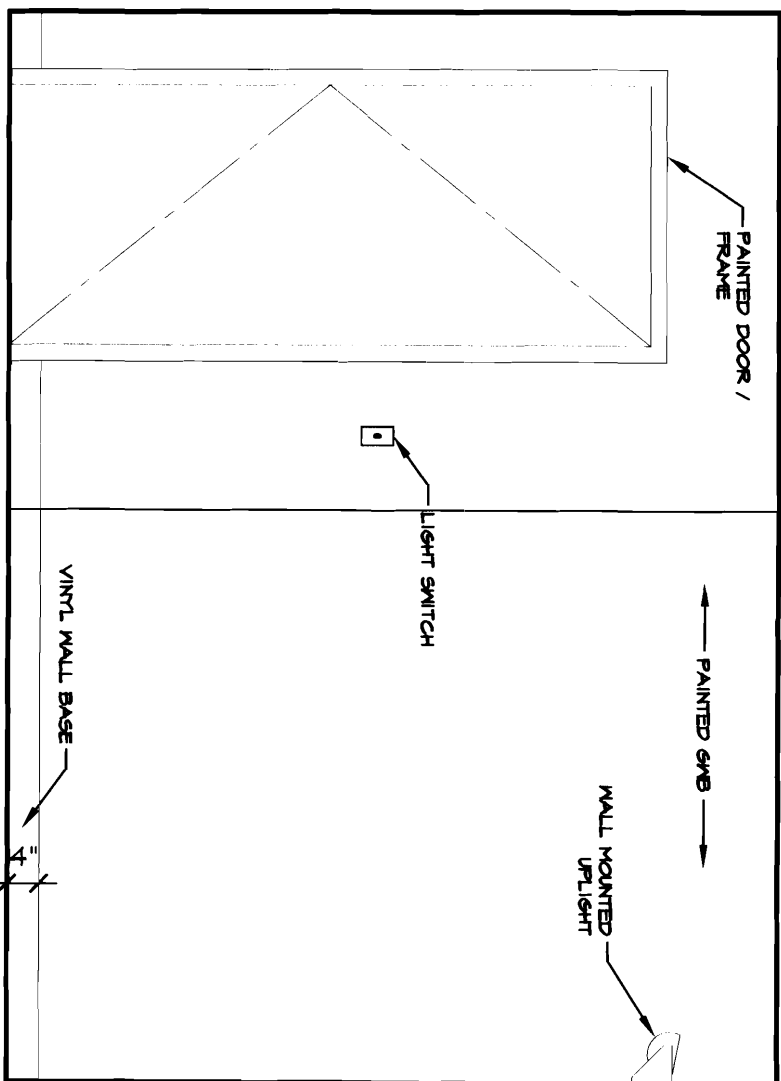 PAINTED DOOR /
FRAME
LIGHT SWITCH
PAINTED GWB
WALL MOUNTED
UPLIGHT
VINYL WALL BASE
4"